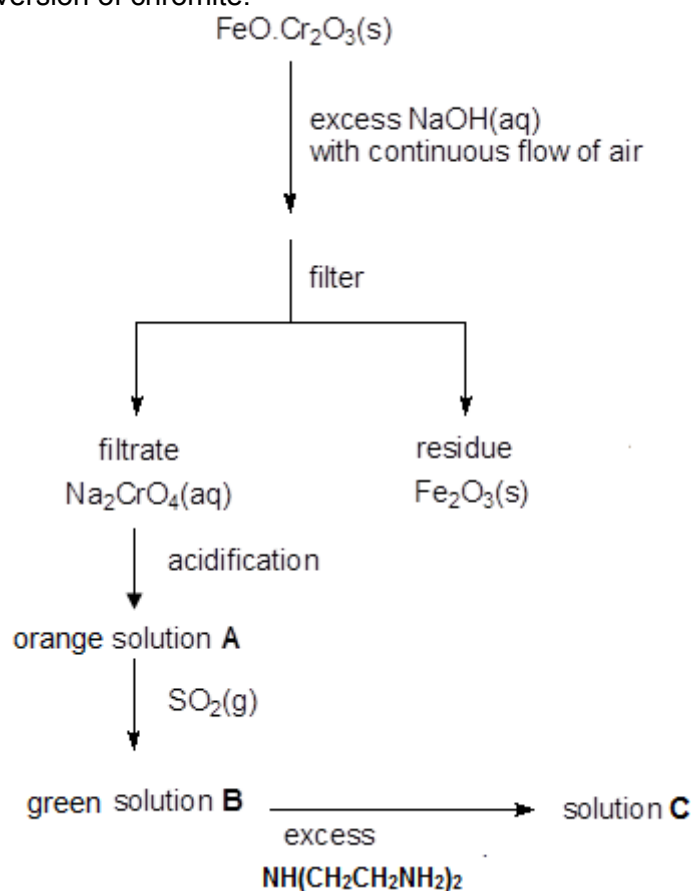 version of chromite.
FeO.Cr₂O₃(s)
excess NaOH(aq)
with continuous flow of air
filter
filtrate
Na₂CrO₄(aq)
residue
Fe₂O₃(s)
acidification
orange solution A
SO₂(g)
green solution B
solution C
excess
NH(CH₂CH₂NH₂)₂